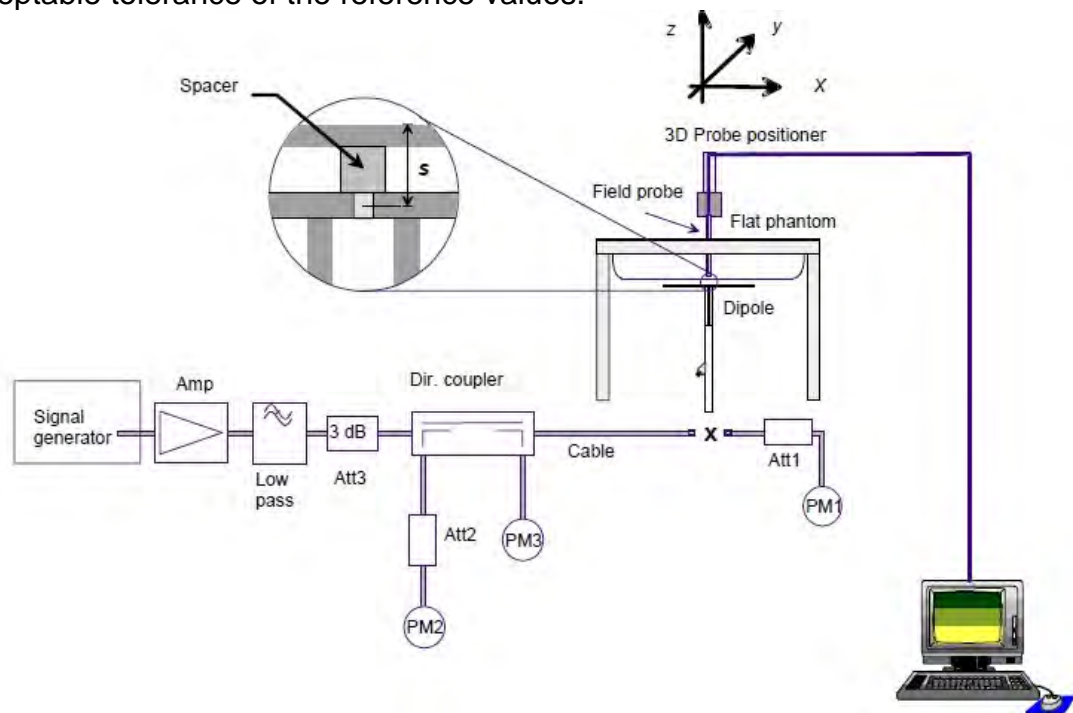 eptable tolerance of the reference values.
z
y
X
Spacer
s
3D Probe positioner
Field probe
Flat phantom
Dipole
Dir. coupler
Amp
Signal
generator
3 dB
Low
pass
Att3
Cable
x
Att1
PM1
Att2
PM3
PM2